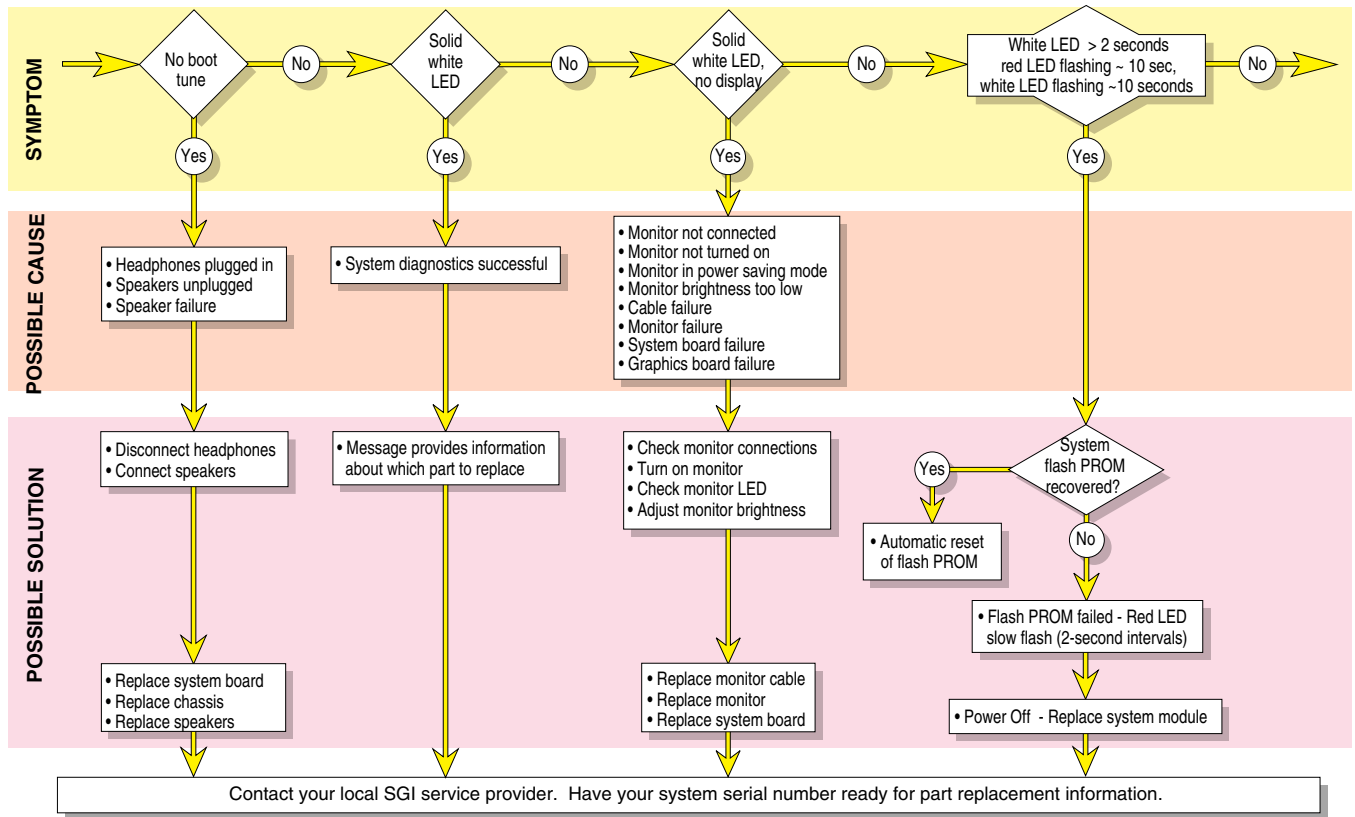 SYMPTOM
No boot
tune
No
Solid
white
LED
No
Solid
white LED,
no display
No
White LED > 2 seconds
red LED flashing ~ 10 sec,
white LED flashing ~10 seconds
No
Yes
Yes
Yes
Yes
POSSIBLE CAUSE
• Headphones plugged in
• Speakers unplugged
• Speaker failure
• System diagnostics successful
• Monitor not connected
• Monitor not turned on
• Monitor in power saving mode
• Monitor brightness too low
• Cable failure
• Monitor failure
• System board failure
• Graphics board failure
POSSIBLE SOLUTION
• Disconnect headphones
• Connect speakers
• Message provides information
about which part to replace
• Check monitor connections
• Turn on monitor
• Check monitor LED
• Adjust monitor brightness
System
flash PROM
recovered?
Yes
• Automatic reset
of flash PROM
No
• Flash PROM failed - Red LED
slow flash (2-second intervals)
• Replace system board
• Replace chassis
• Replace speakers
• Replace monitor cable
• Replace monitor
• Replace system board
• Power Off - Replace system module
Contact your local SGI service provider. Have your system serial number ready for part replacement information.